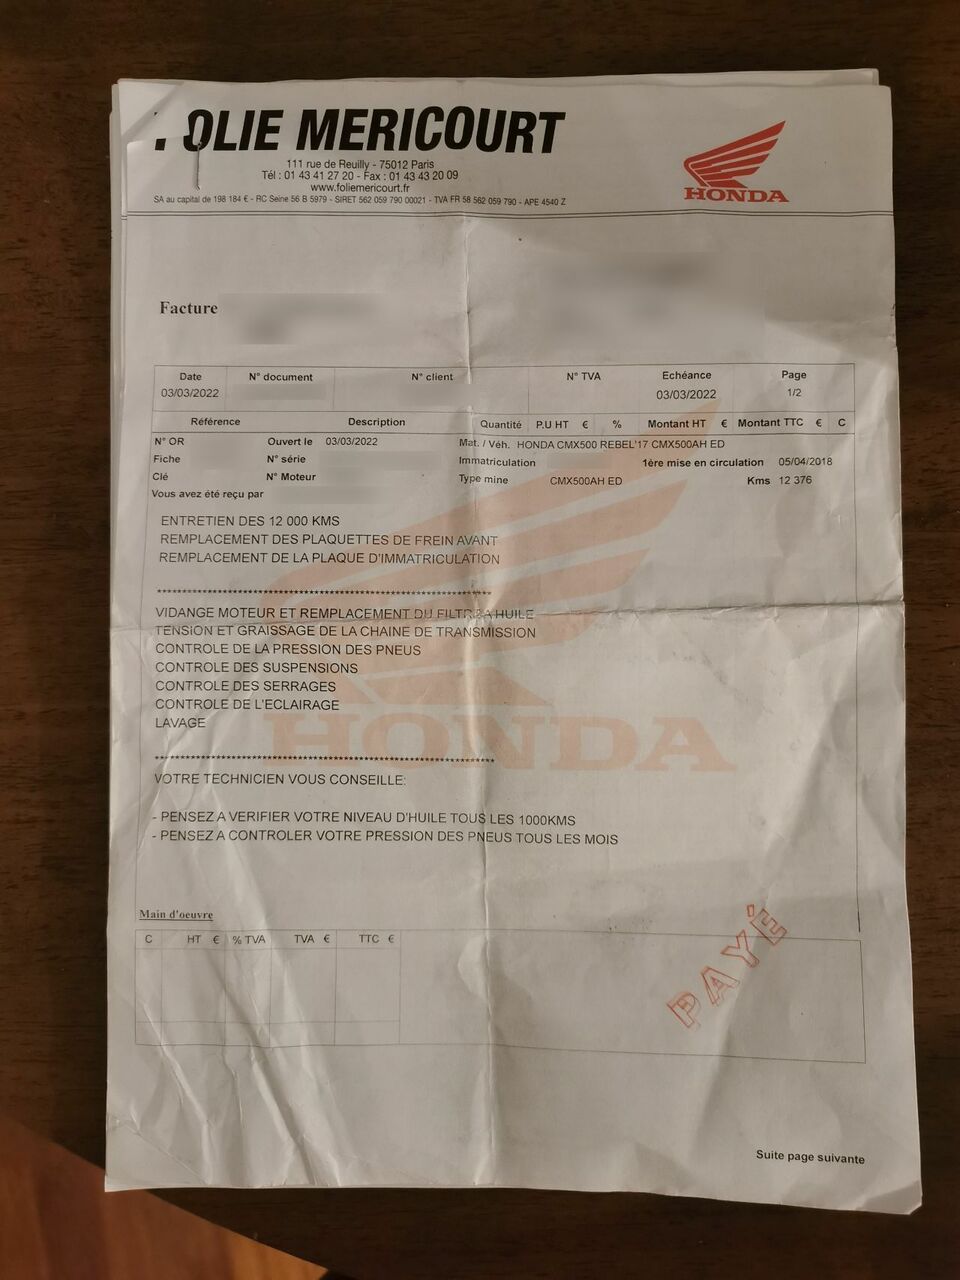 OLIE MERICOURT
111 rue de Reuilly - 75012 Paris
Tél : 01 43 41 27 20 - Fax : 01 43 43 20 09
www.foliemericourt.fr
SA au capital de 198 184 € - RC Seine 56 B 5979 - SIRET 562 059 790 00021 - TVA FR 58 562 059 790 - APE 4540 Z
HONDA
Facture
Date N° document N° client N° TVA Echéance Page
03/03/2022 03/03/2022 1/2
Référence Description Quantité P.U HT € % Montant HT € Montant TTC € C
N° OR Ouvert le 03/03/2022 Mat. / Véh. HONDA CMX500 REBEL'17 CMX500AH ED
Fiche N° série Immatriculation 1ère mise en circulation 05/04/2018
Clé N° Moteur Type mine CMX500AH ED Kms 12 376
Vous avez été reçu par
ENTRETIEN DES 12 000 KMS
REMPLACEMENT DES PLAQUETTES DE FREIN AVANT
REMPLACEMENT DE LA PLAQUE D'IMMATRICULATION
VIDANGE MOTEUR ET REMPLACEMENT DU FILTRE A HUILE
TENSION ET GRAISSAGE DE LA CHAINE DE TRANSMISSION
CONTROLE DE LA PRESSION DES PNEUS
CONTROLE DES SUSPENSIONS
CONTROLE DES SERRAGES
CONTROLE DE L'ECLAIRAGE
LAVAGE
HONDA
VOTRE TECHNICIEN VOUS CONSEILLE:
- PENSEZ A VERIFIER VOTRE NIVEAU D'HUILE TOUS LES 1000KMS
- PENSEZ A CONTROLER VOTRE PRESSION DES PNEUS TOUS LES MOIS
Main d'oeuvre
C HT € % TVA TVA € TTC €
PAYÉ
Suite page suivante